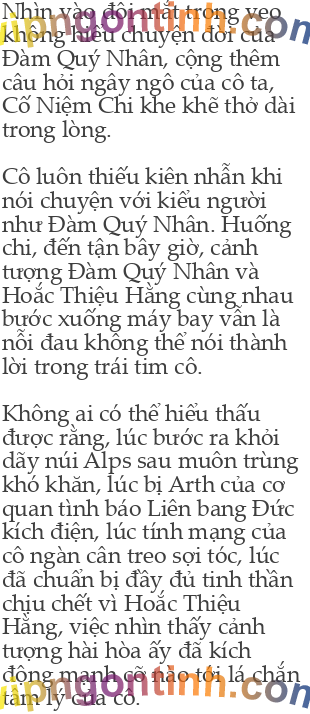 Nhìn vào đôi mắt trong veo
không hiểu chuyện đời của
Đàm Quý Nhân, cộng thêm
câu hỏi ngây ngô của cô ta,
Cố Niệm Chi khe khẽ thở dài
trong lòng.
Cô luôn thiếu kiên nhẫn khi
nói chuyện với kiểu người
như Đàm Quý Nhân. Huống
chi, đến tận bây giờ, cảnh
tượng Đàm Quý Nhân và
Hoắc Thiệu Hằng cùng nhau
bước xuống máy bay vẫn là
nỗi đau không thể nói thành
lời trong trái tim cô.
Không ai có thể hiểu thấu
được rằng, lúc bước ra khỏi
dãy núi Alps sau muôn trùng
khó khăn, lúc bị Arth của cơ
quan tình báo Liên bang Đức
kích điện, lúc tính mạng của
cô ngàn cân treo sợi tóc, lúc
đã chuẩn bị đầy đủ tinh thần
chịu chết vì Hoắc Thiệu
Hằng, việc nhìn thấy cảnh
tượng hài hòa ấy đã kích
động mạnh cỡ nào tới lá chắn
tâm lý của cô.